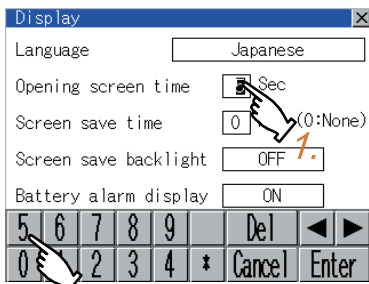 Display
Language Japanese
Opening screen time Sec
Screen save time 0 (0:None)
1.
Screen save backlight OFF
Battery alarm display ON
5 6 7 8 9 Del
0 2 3 4 * Cancel Enter